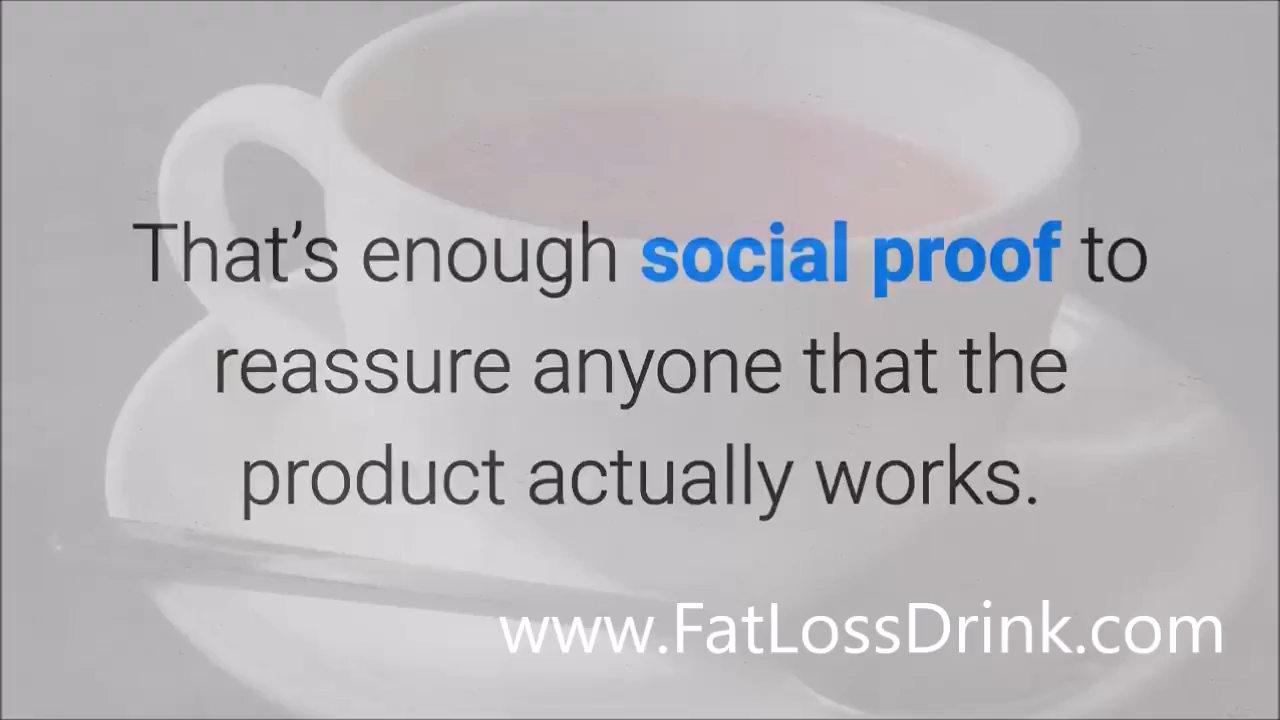 That’s enough social proof to
reassure anyone that the
product actually works.
www.FatLossDrink.com